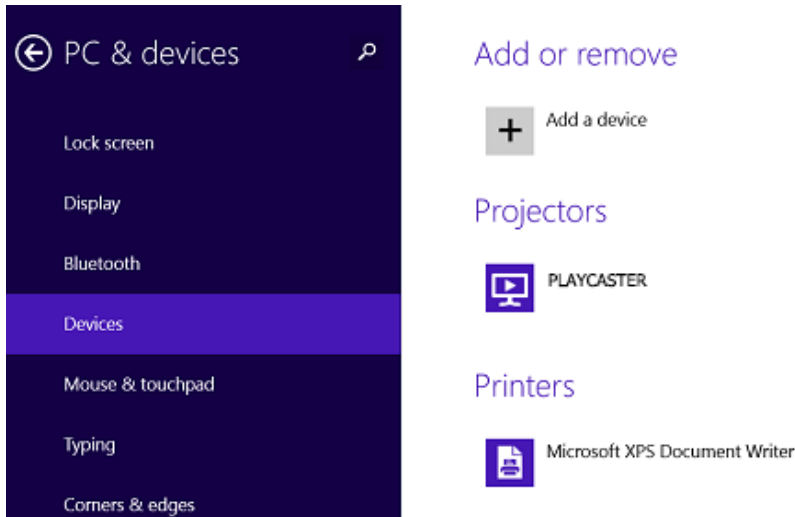 PC & devices
Lock screen
Display
Bluetooth
Devices
Mouse & touchpad
Typing
Corners & edges
Add or remove
Add a device
Projectors
PLAYCASTER
Printers
Microsoft XPS Document Writer